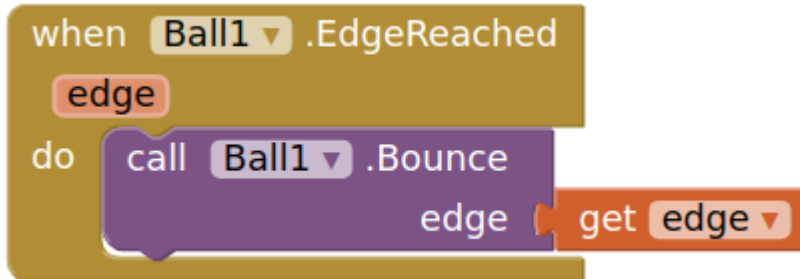 when Ball1 .EdgeReached
edge
do call Ball1 .Bounce
edge get edge